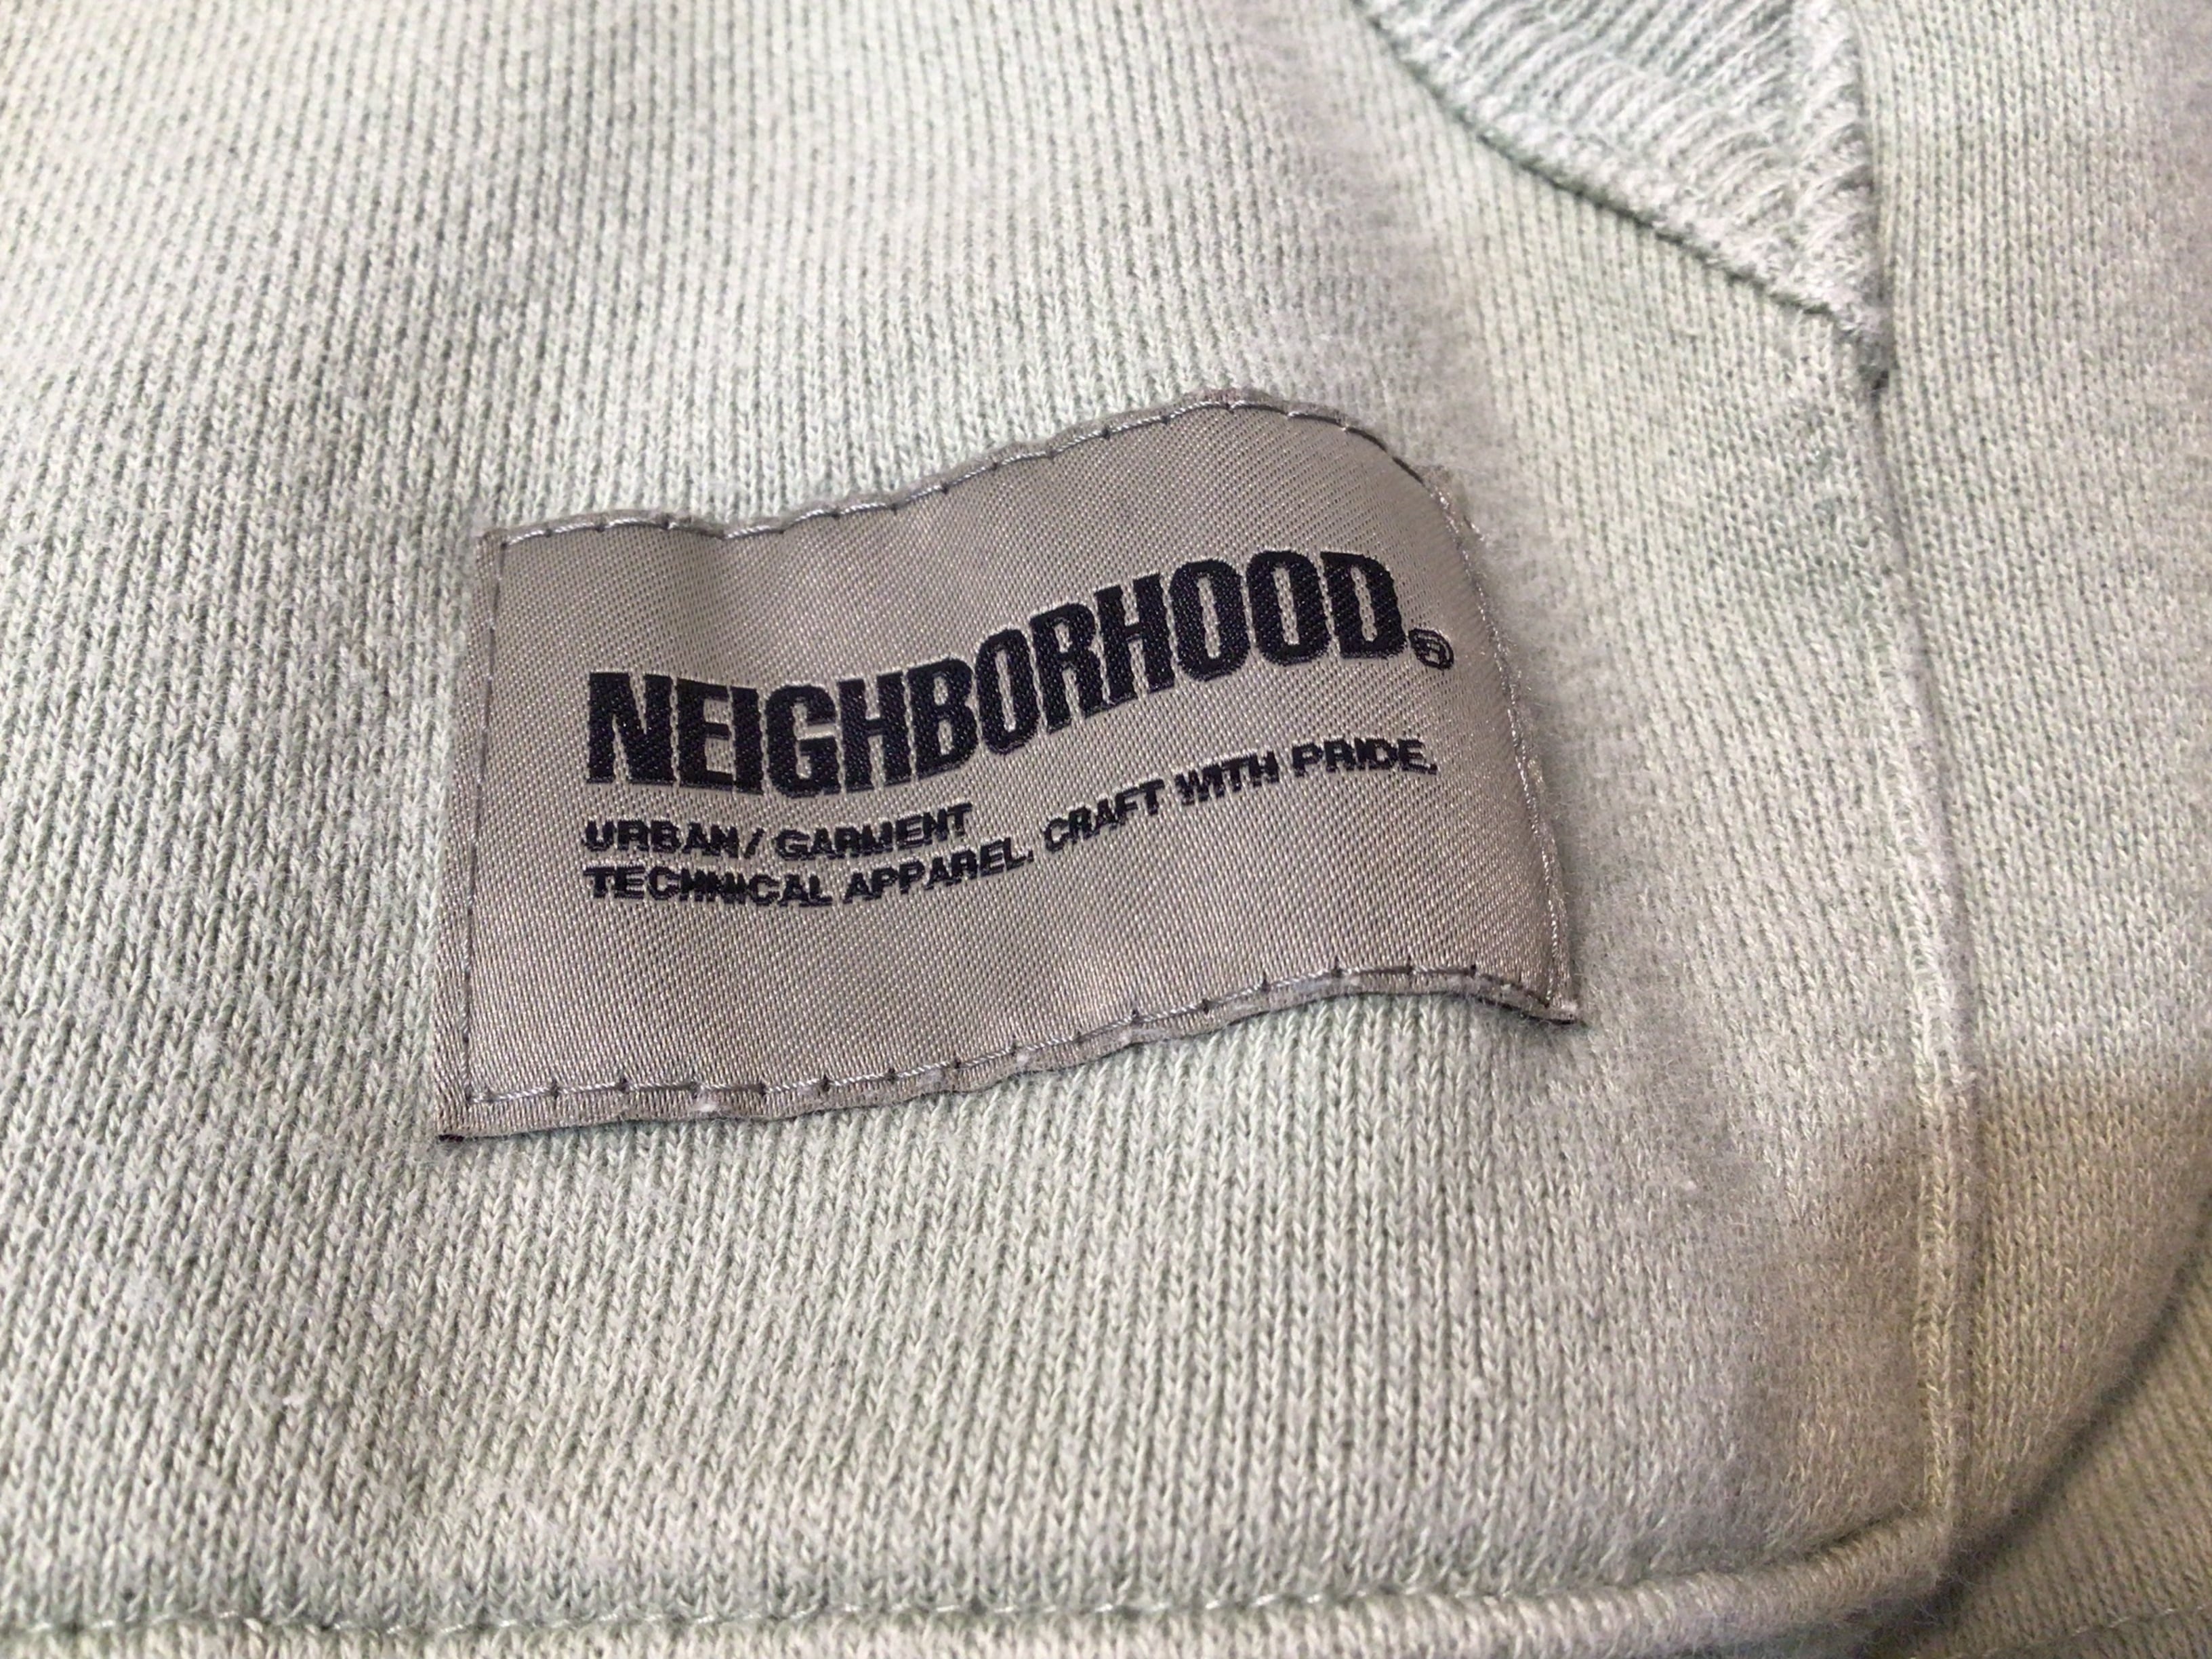 NEIGHBORHOOD®
URBAN/ GARMENT
TECHNICAL APPAREL. CRAFT WITH PRIDE.